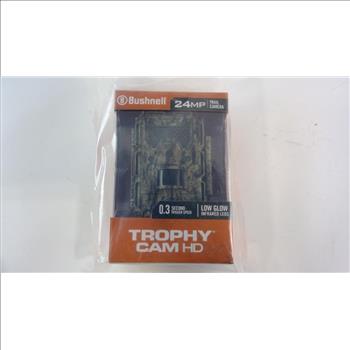 Bushnell
24MP TRAIL CAMERA
0.3 SECOND TRIGGER SPEED
LOW GLOW
INFRARED LEDS
TROPHY
CAM HD